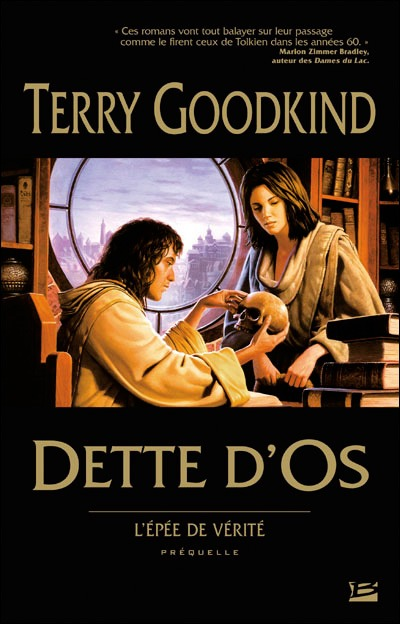 « Ces romans vont tout balayer sur leur passage
comme le firent ceux de Tolkien dans les années 60. »
Marion Zimmer Bradley,
auteur des Dames du Lac.
TERRY GOODKIND
DETTE D'OS
L'ÉPÉE DE VÉRITÉ
PRÉQUELLE
B